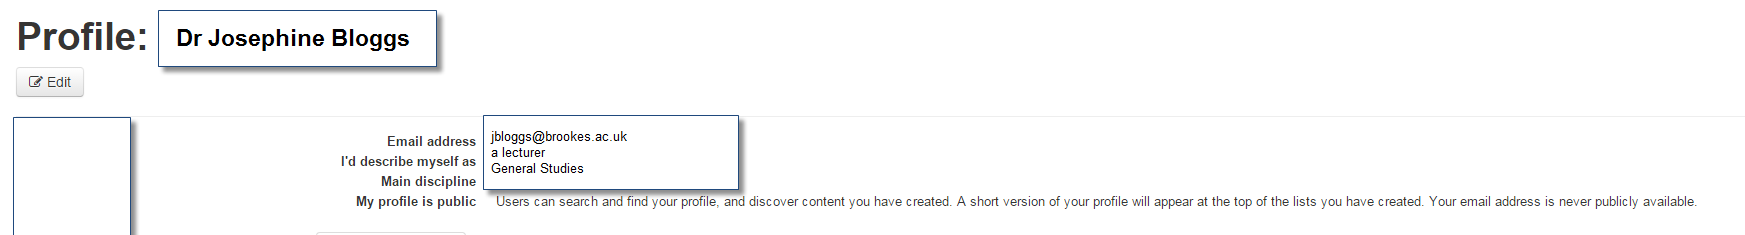 Profile: Dr Josephine Bloggs
Edit
Email address jbloggs@brookes.ac.uk
I'd describe myself as a lecturer
Main discipline General Studies
My profile is public Users can search and find your profile, and discover content you have created. A short version of your profile will appear at the top of the lists you have created. Your email address is never publicly available.